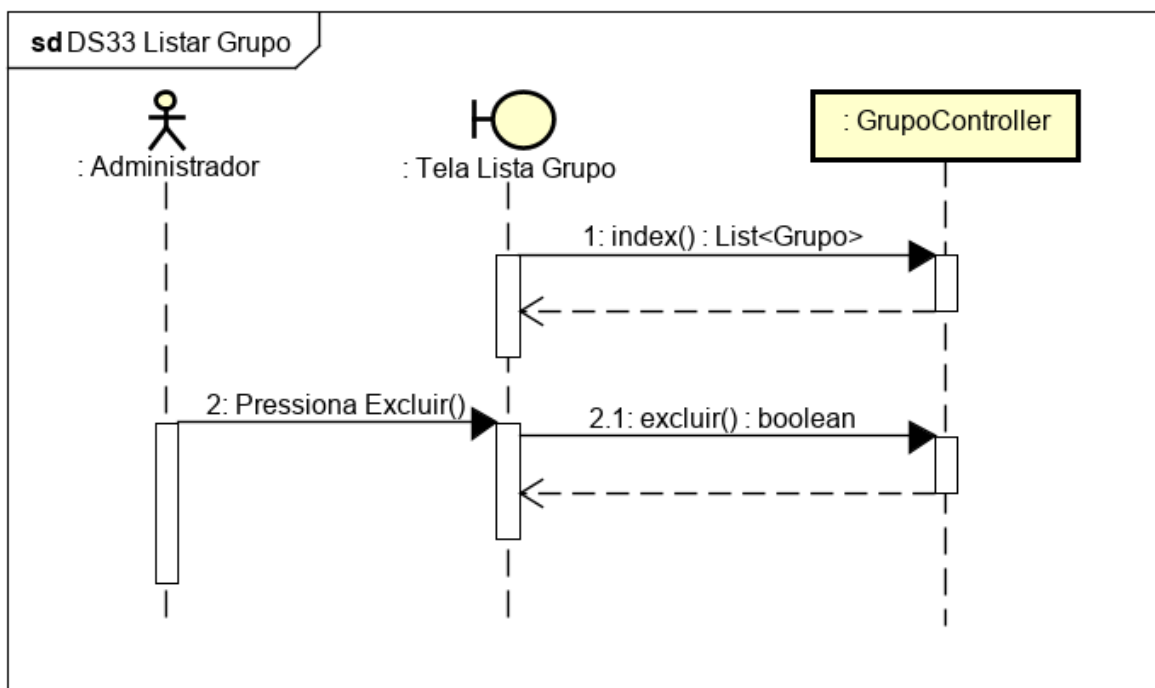 sd DS33 Listar Grupo
: Administrador
: Tela Lista Grupo
: GrupoController
1: index() : List<Grupo>
2: Pressiona Excluir()
2.1: excluir() : boolean